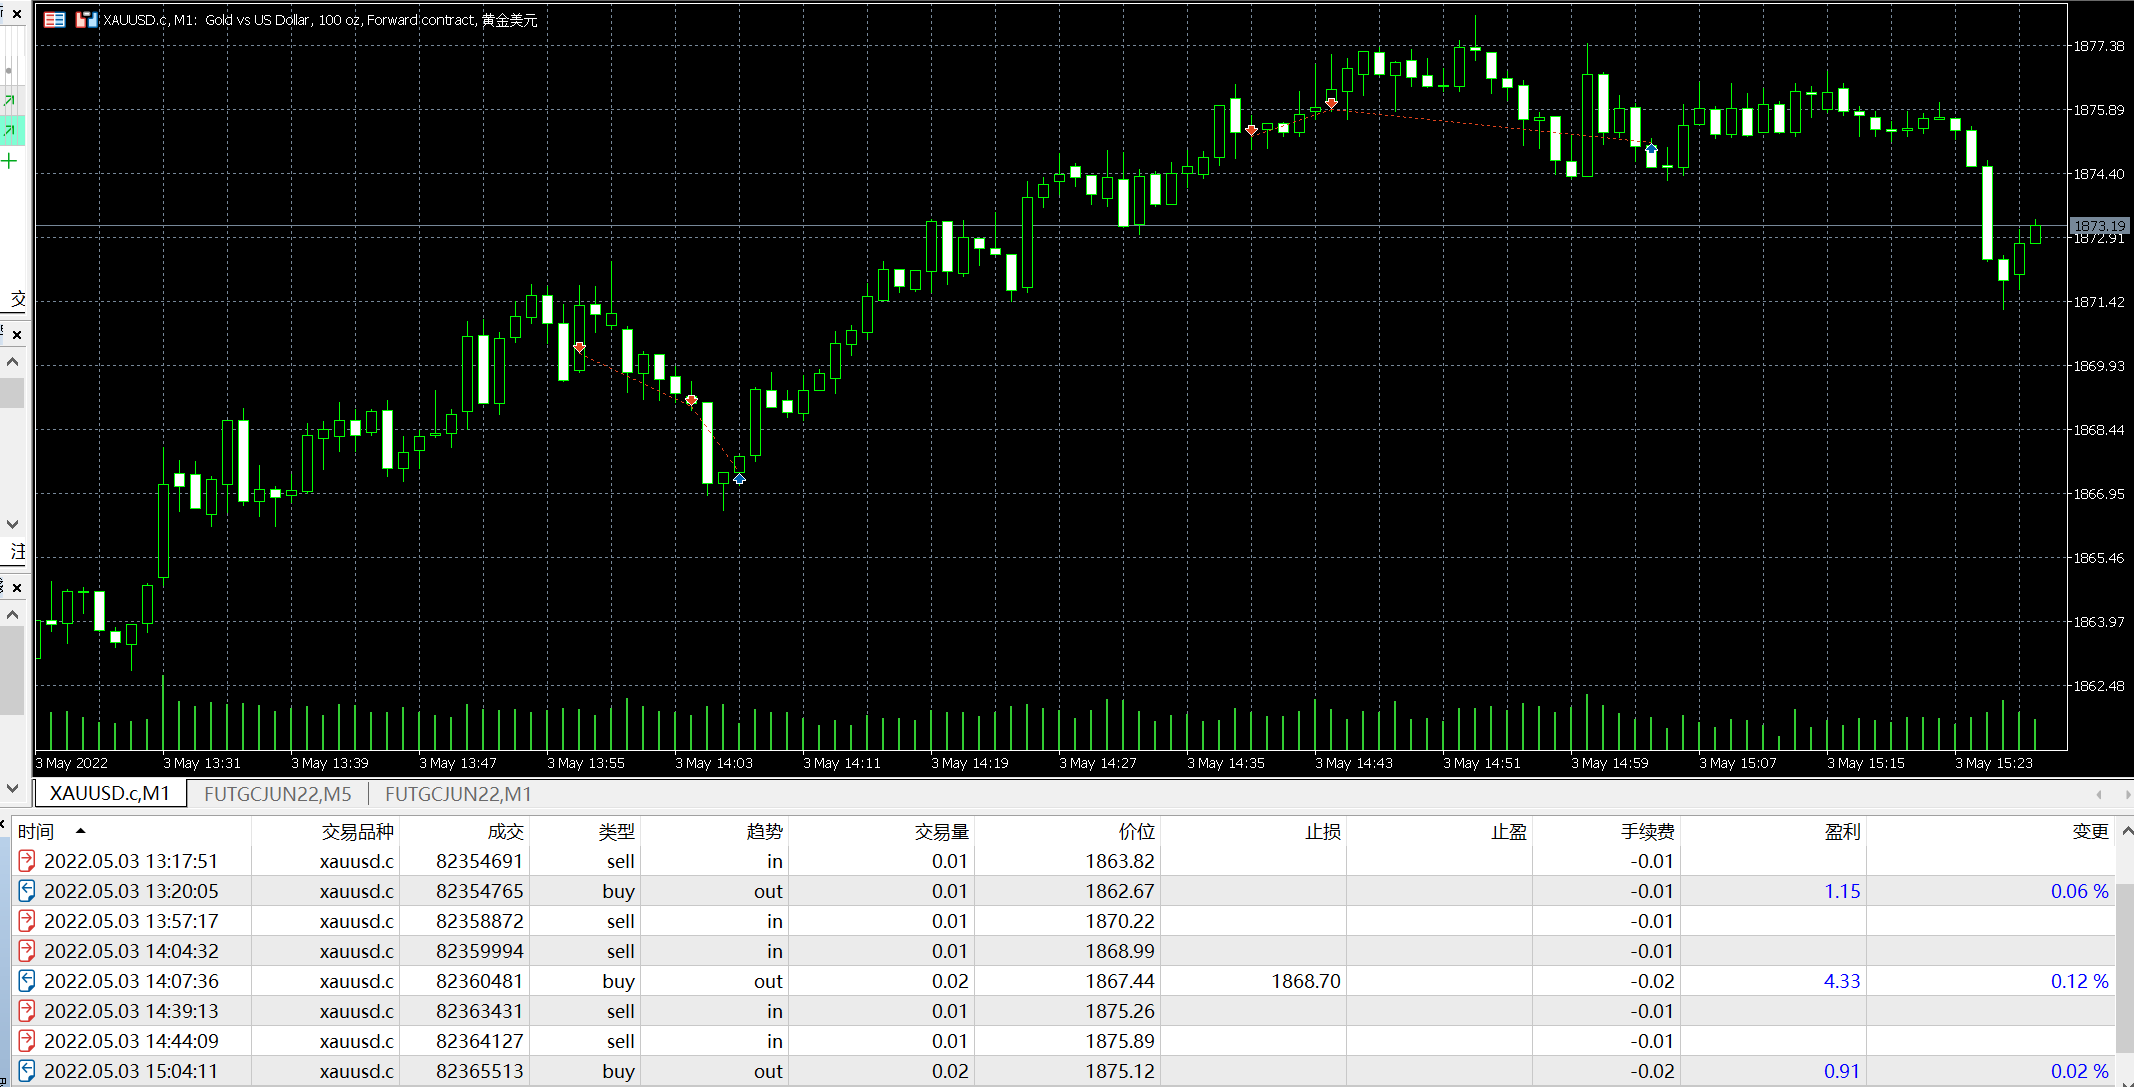 XAUUSD.c, M1: Gold vs US Dollar, 100 oz, Forward contract, 黄金美元
1877.38
1875.89
1874.40
1873.19
1872.91
1871.42
1869.93
1868.44
1866.95
1865.46
1863.97
1862.48
交
注
3 May 2022 3 May 13:31 3 May 13:39 3 May 13:47 3 May 13:55 3 May 14:03 3 May 14:11 3 May 14:19 3 May 14:27 3 May 14:35 3 May 14:43 3 May 14:51 3 May 14:59 3 May 15:07 3 May 15:15 3 May 15:23
XAUUSD.c,M1 FUTGCJUN22,M5 FUTGCJUN22,M1
时间 交易品种 成交 类型 趋势 交易量 价位 止损 止盈 手续费 盈利 变更
2022.05.03 13:17:51 xauusd.c 82354691 sell in 0.01 1863.82 -0.01
2022.05.03 13:20:05 xauusd.c 82354765 buy out 0.01 1862.67 -0.01 1.15 0.06 %
2022.05.03 13:57:17 xauusd.c 82358872 sell in 0.01 1870.22 -0.01
2022.05.03 14:04:32 xauusd.c 82359994 sell in 0.01 1868.99 -0.01
2022.05.03 14:07:36 xauusd.c 82360481 buy out 0.02 1867.44 1868.70 -0.02 4.33 0.12 %
2022.05.03 14:39:13 xauusd.c 82363431 sell in 0.01 1875.26 -0.01
2022.05.03 14:44:09 xauusd.c 82364127 sell in 0.01 1875.89 -0.01
2022.05.03 15:04:11 xauusd.c 82365513 buy out 0.02 1875.12 -0.02 0.91 0.02 %